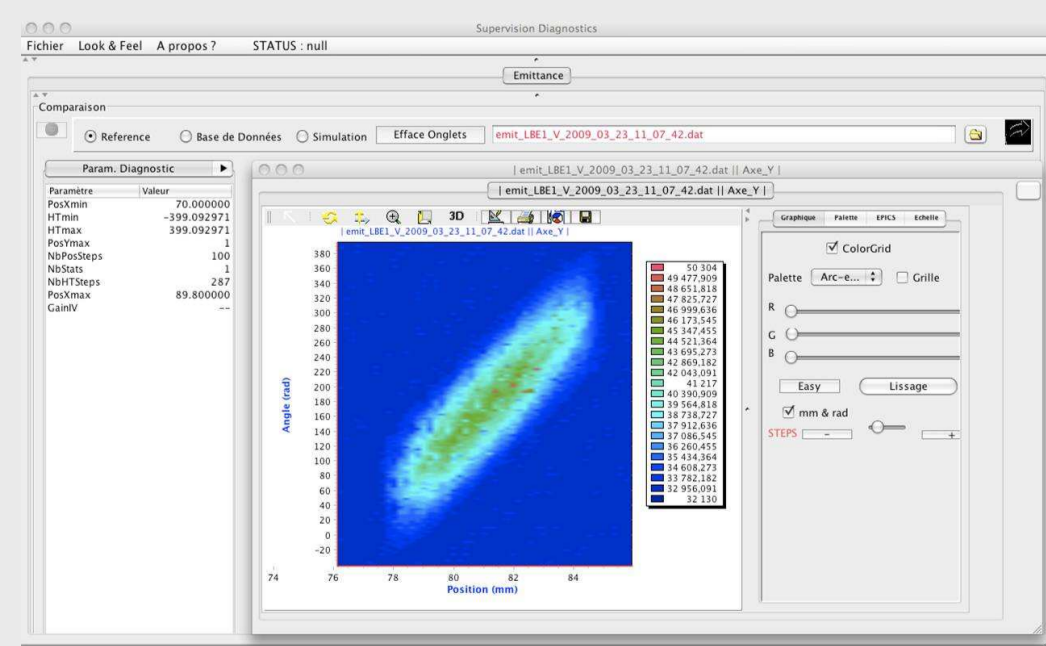 Supervision Diagnostics
Fichier Look & Feel A propos ? STATUS : null
Emittance
Comparaison
Reference Base de Données Simulation Efface Onglets emit_LBE1_V_2009_03_23_11_07_42.dat
Param. Diagnostic
Paramètre Valeur
PosXmin 70.000000
HTmin -399.092971
HTmax 399.092971
PosYmax 1
NbPosSteps 100
NbStats 1
NbHTSteps 287
PosXmax 89.800000
GainIV --
| emit_LBE1_V_2009_03_23_11_07_42.dat || Axe_Y |
| emit_LBE1_V_2009_03_23_11_07_42.dat || Axe_Y |
3D
| emit_LBE1_V_2009_03_23_11_07_42.dat || Axe_Y |
380
360
340
320
300
280
260
240
220
200
180
160
140
120
100
80
60
40
20
0
-20
Angle (rad)
74 76 78 80 82 84
Position (mm)
50 304
49 477,909
48 651,818
47 825,727
46 999,636
46 173,545
45 347,455
44 521,364
43 695,273
42 869,182
42 043,091
41 217
40 390,909
39 564,818
38 738,727
37 912,636
37 086,545
36 260,455
35 434,364
34 608,273
33 782,182
32 956,091
32 130
Graphique Palette EPICS Echelle
ColorGrid
Palette Arc-e... Grille
R
G
B
Easy Lissage
mm & rad
STEPS - +